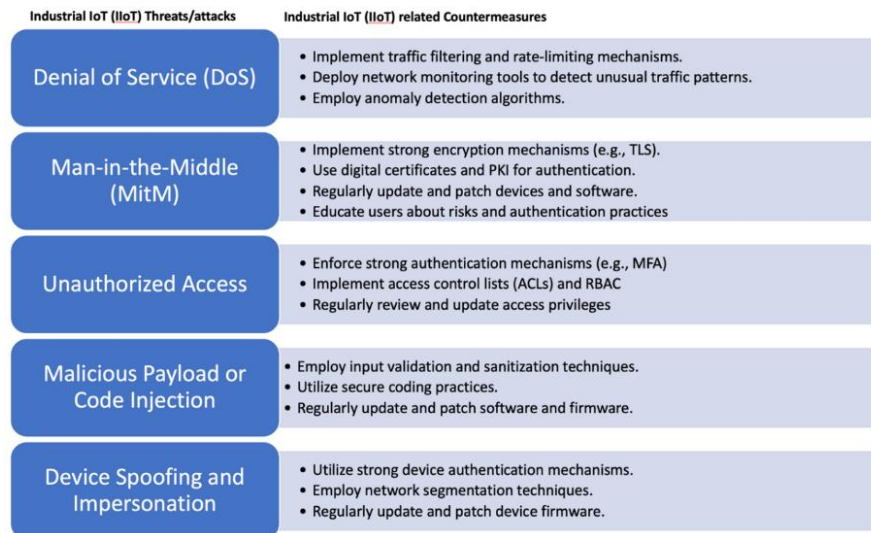 Industrial IoT (IIoT) Threats/attacks
Industrial IoT (IIoT) related Countermeasures
Denial of Service (DoS)
• Implement traffic filtering and rate-limiting mechanisms.
• Deploy network monitoring tools to detect unusual traffic patterns.
• Employ anomaly detection algorithms.
Man-in-the-Middle
(MitM)
• Implement strong encryption mechanisms (e.g., TLS).
• Use digital certificates and PKI for authentication.
• Regularly update and patch devices and software.
• Educate users about risks and authentication practices
Unauthorized Access
• Enforce strong authentication mechanisms (e.g., MFA)
• Implement access control lists (ACLs) and RBAC
• Regularly review and update access privileges
Malicious Payload or
Code Injection
• Employ input validation and sanitization techniques.
• Utilize secure coding practices.
• Regularly update and patch software and firmware.
Device Spoofing and
Impersonation
• Utilize strong device authentication mechanisms.
• Employ network segmentation techniques.
• Regularly update and patch device firmware.